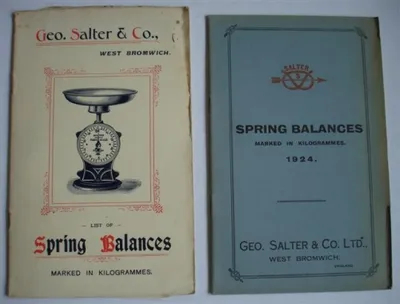 Geo. Salter & Co.,
WEST BROMWICH.
LIST OF
Spring Balances
MARKED IN KILOGRAMMES.
SALTER
SPRING BALANCES
MARKED IN KILOGRAMMES.
1924.
GEO. SALTER & CO. LTD.,
WEST BROMWICH.